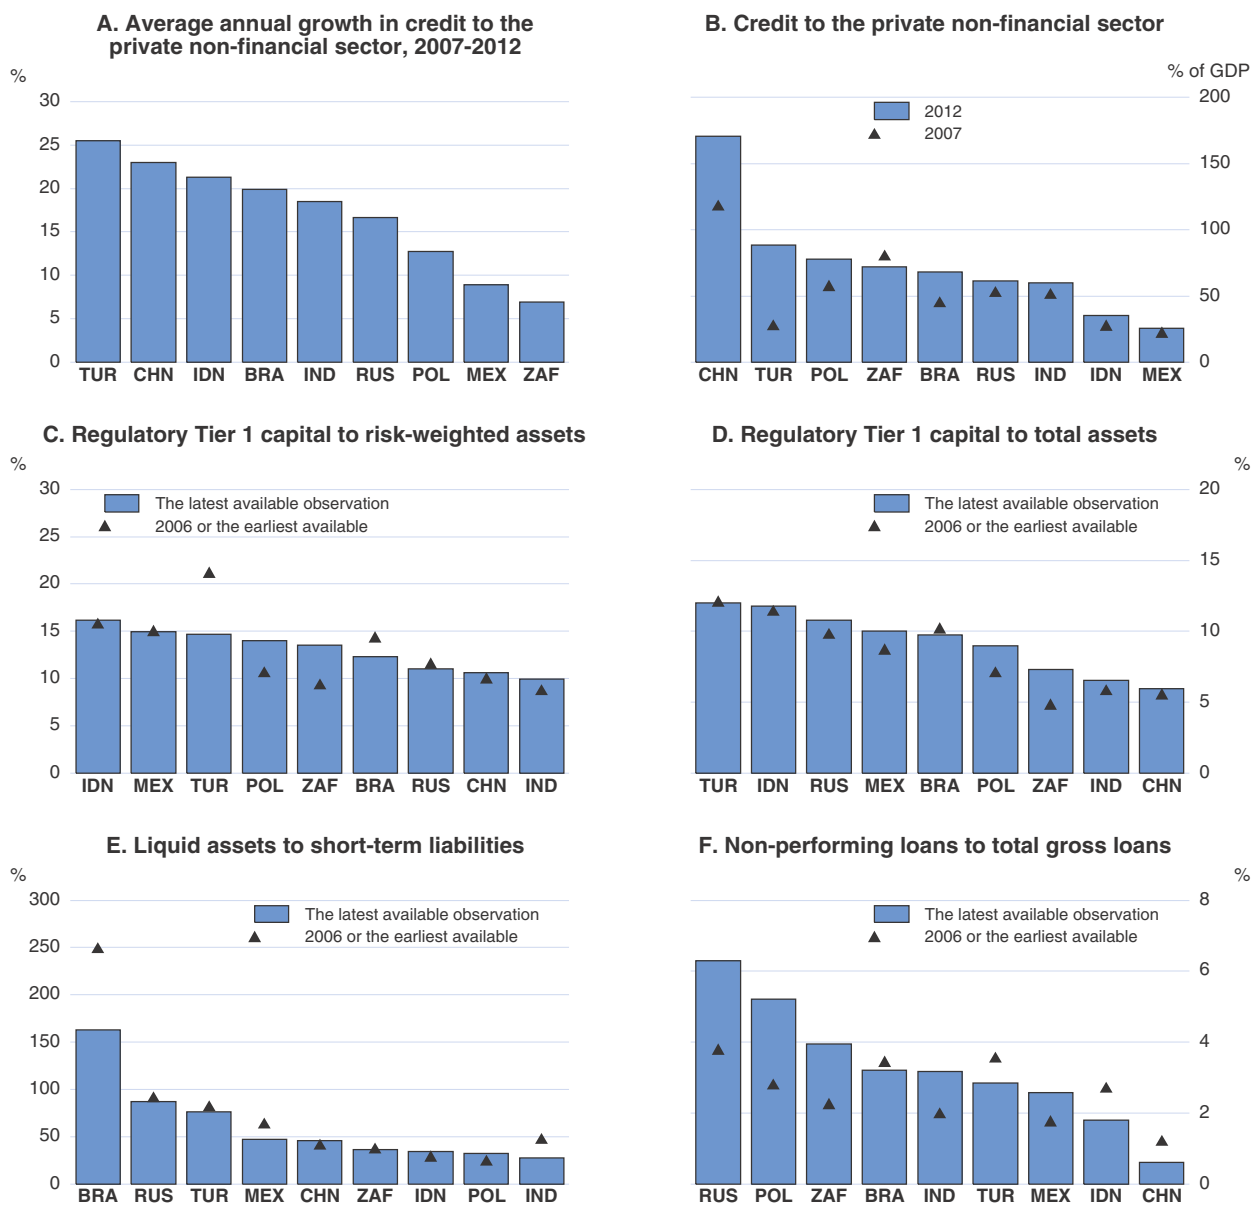 A. Average annual growth in credit to the
private non-financial sector, 2007-2012
%
30
25
20
15
10
5
0
TUR CHN IDN BRA IND RUS POL MEX ZAF
B. Credit to the private non-financial sector
% of GDP
2012
2007
200
150
100
50
0
CHN TUR POL ZAF BRA RUS IND IDN MEX
C. Regulatory Tier 1 capital to risk-weighted assets
%
The latest available observation
2006 or the earliest available
30
25
20
15
10
5
0
IDN MEX TUR POL ZAF BRA RUS CHN IND
D. Regulatory Tier 1 capital to total assets
%
The latest available observation
2006 or the earliest available
20
15
10
5
0
TUR IDN RUS MEX BRA POL ZAF IND CHN
E. Liquid assets to short-term liabilities
%
The latest available observation
2006 or the earliest available
300
250
200
150
100
50
0
BRA RUS TUR MEX CHN ZAF IDN POL IND
F. Non-performing loans to total gross loans
%
The latest available observation
2006 or the earliest available
8
6
4
2
0
RUS POL ZAF BRA IND TUR MEX IDN CHN